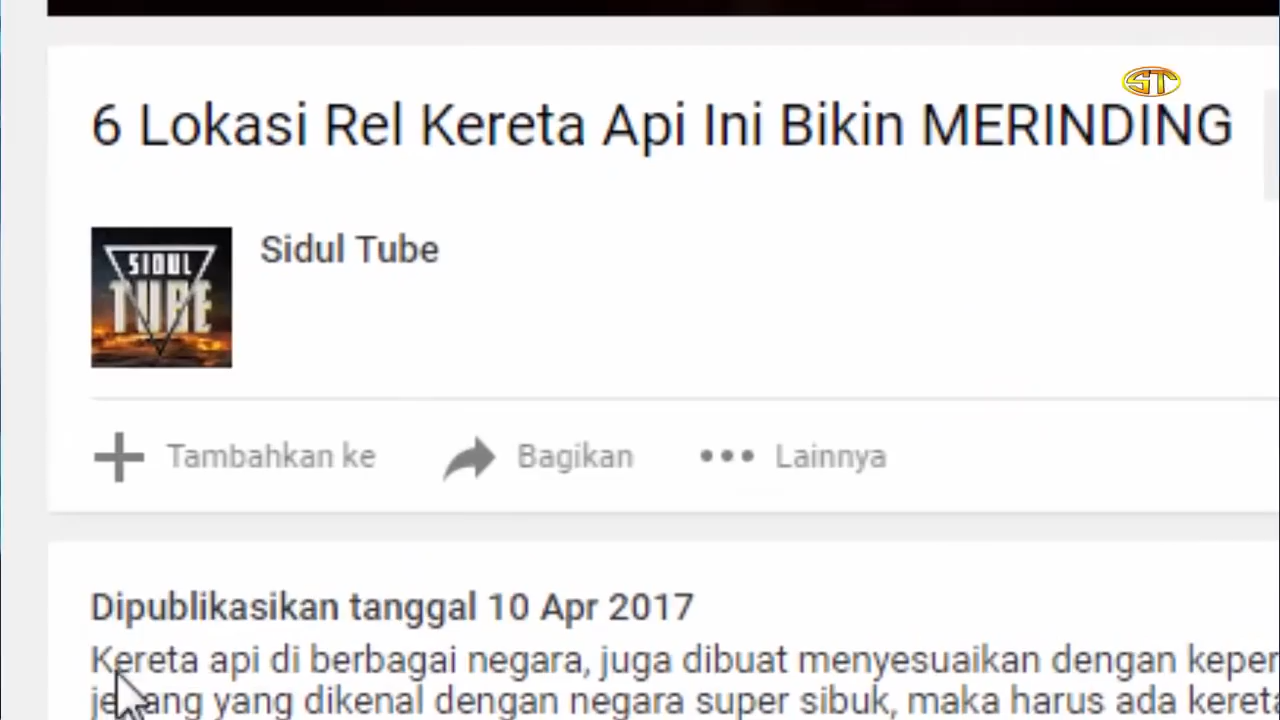 ST
6 Lokasi Rel Kereta Api Ini Bikin MERINDING
SIDUL
TUBE
Sidul Tube
Tambahkan ke
Bagikan
Lainnya
Dipublikasikan tanggal 10 Apr 2017
Kereta api di berbagai negara, juga dibuat menyesuaikan dengan keper
yang dikenal dengan negara super sibuk, maka harus ada kereta